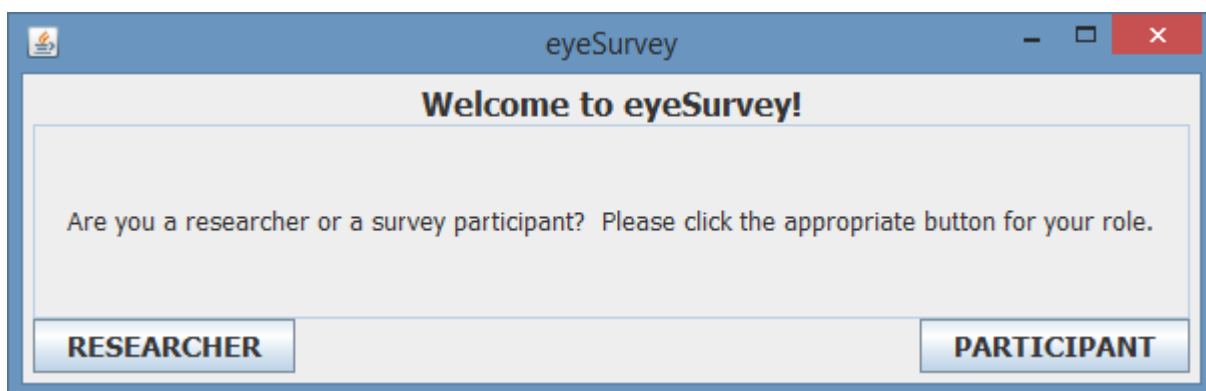 eyeSurvey
Welcome to eyeSurvey!
Are you a researcher or a survey participant?  Please click the appropriate button for your role.
RESEARCHER
PARTICIPANT